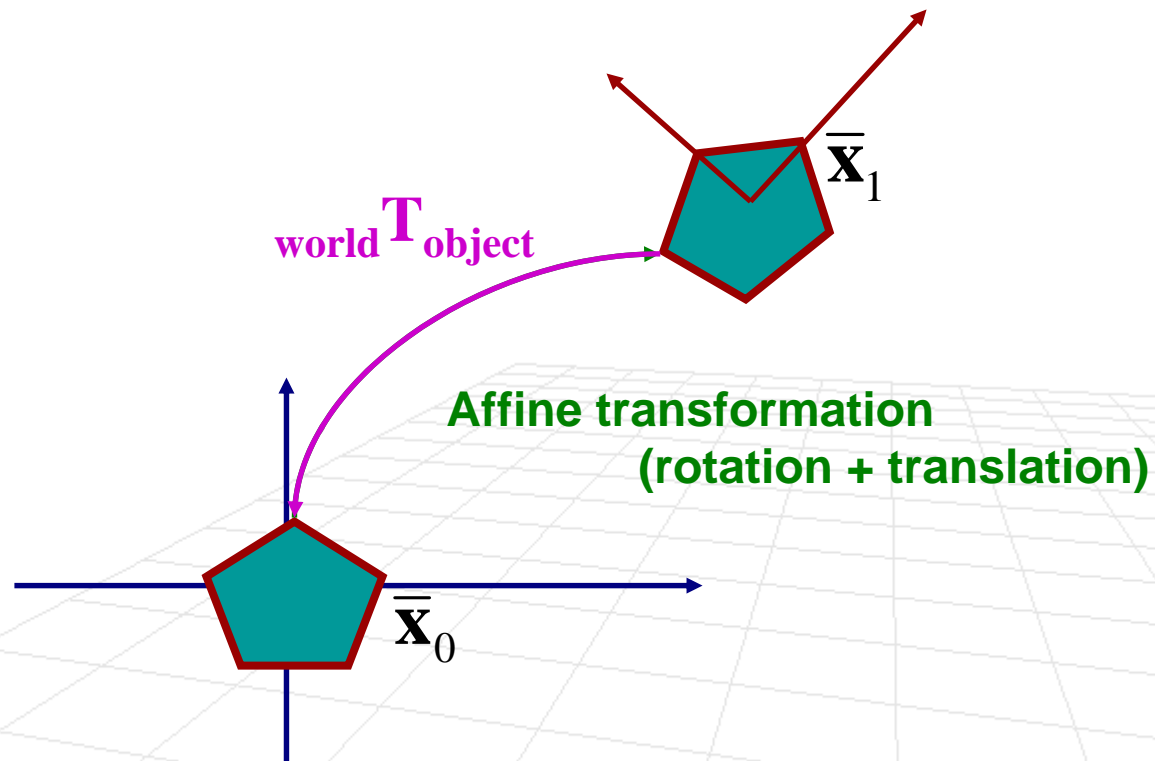 x̄₁
worldTobject
Affine transformation
(rotation + translation)
x̄₀